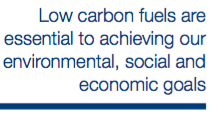 Low carbon fuels are
essential to achieving our
environmental, social and
economic goals